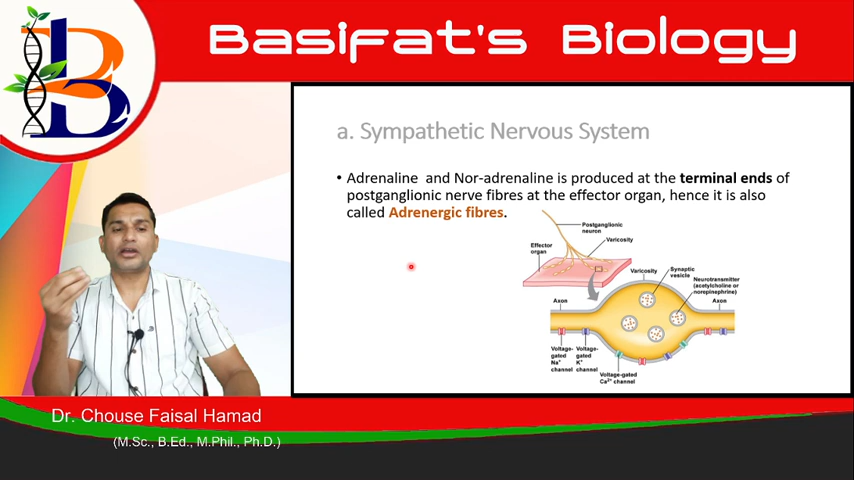 Basifat's Biology
a. Sympathetic Nervous System
• Adrenaline and Nor-adrenaline is produced at the terminal ends of
postganglionic nerve fibres at the effector organ, hence it is also
called Adrenergic fibres.
Postganglionic
neuron
Varicosity
Effector
organ
Varicosity
Synaptic
vesicle
Neurotransmitter
(acetylcholine or
norepinephrine)
Axon
Axon
Voltage-
gated
Na+
channel
Voltage-
gated
K+
channel
Voltage-gated
Ca2+ channel
Dr. Chouse Faisal Hamad
(M.Sc., B.Ed., M.Phil., Ph.D.)